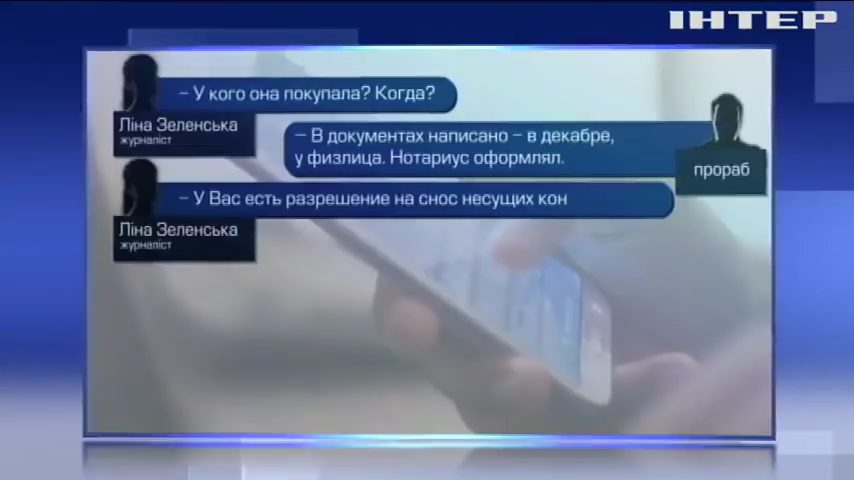 ІНТЕР
– У кого она покупала? Когда?
Ліна Зеленська
журналіст
– В документах написано – в декабре,
у физлица. Нотариус оформлял.
прораб
– У Вас есть разрешение на снос несущих кон
Ліна Зеленська
журналіст